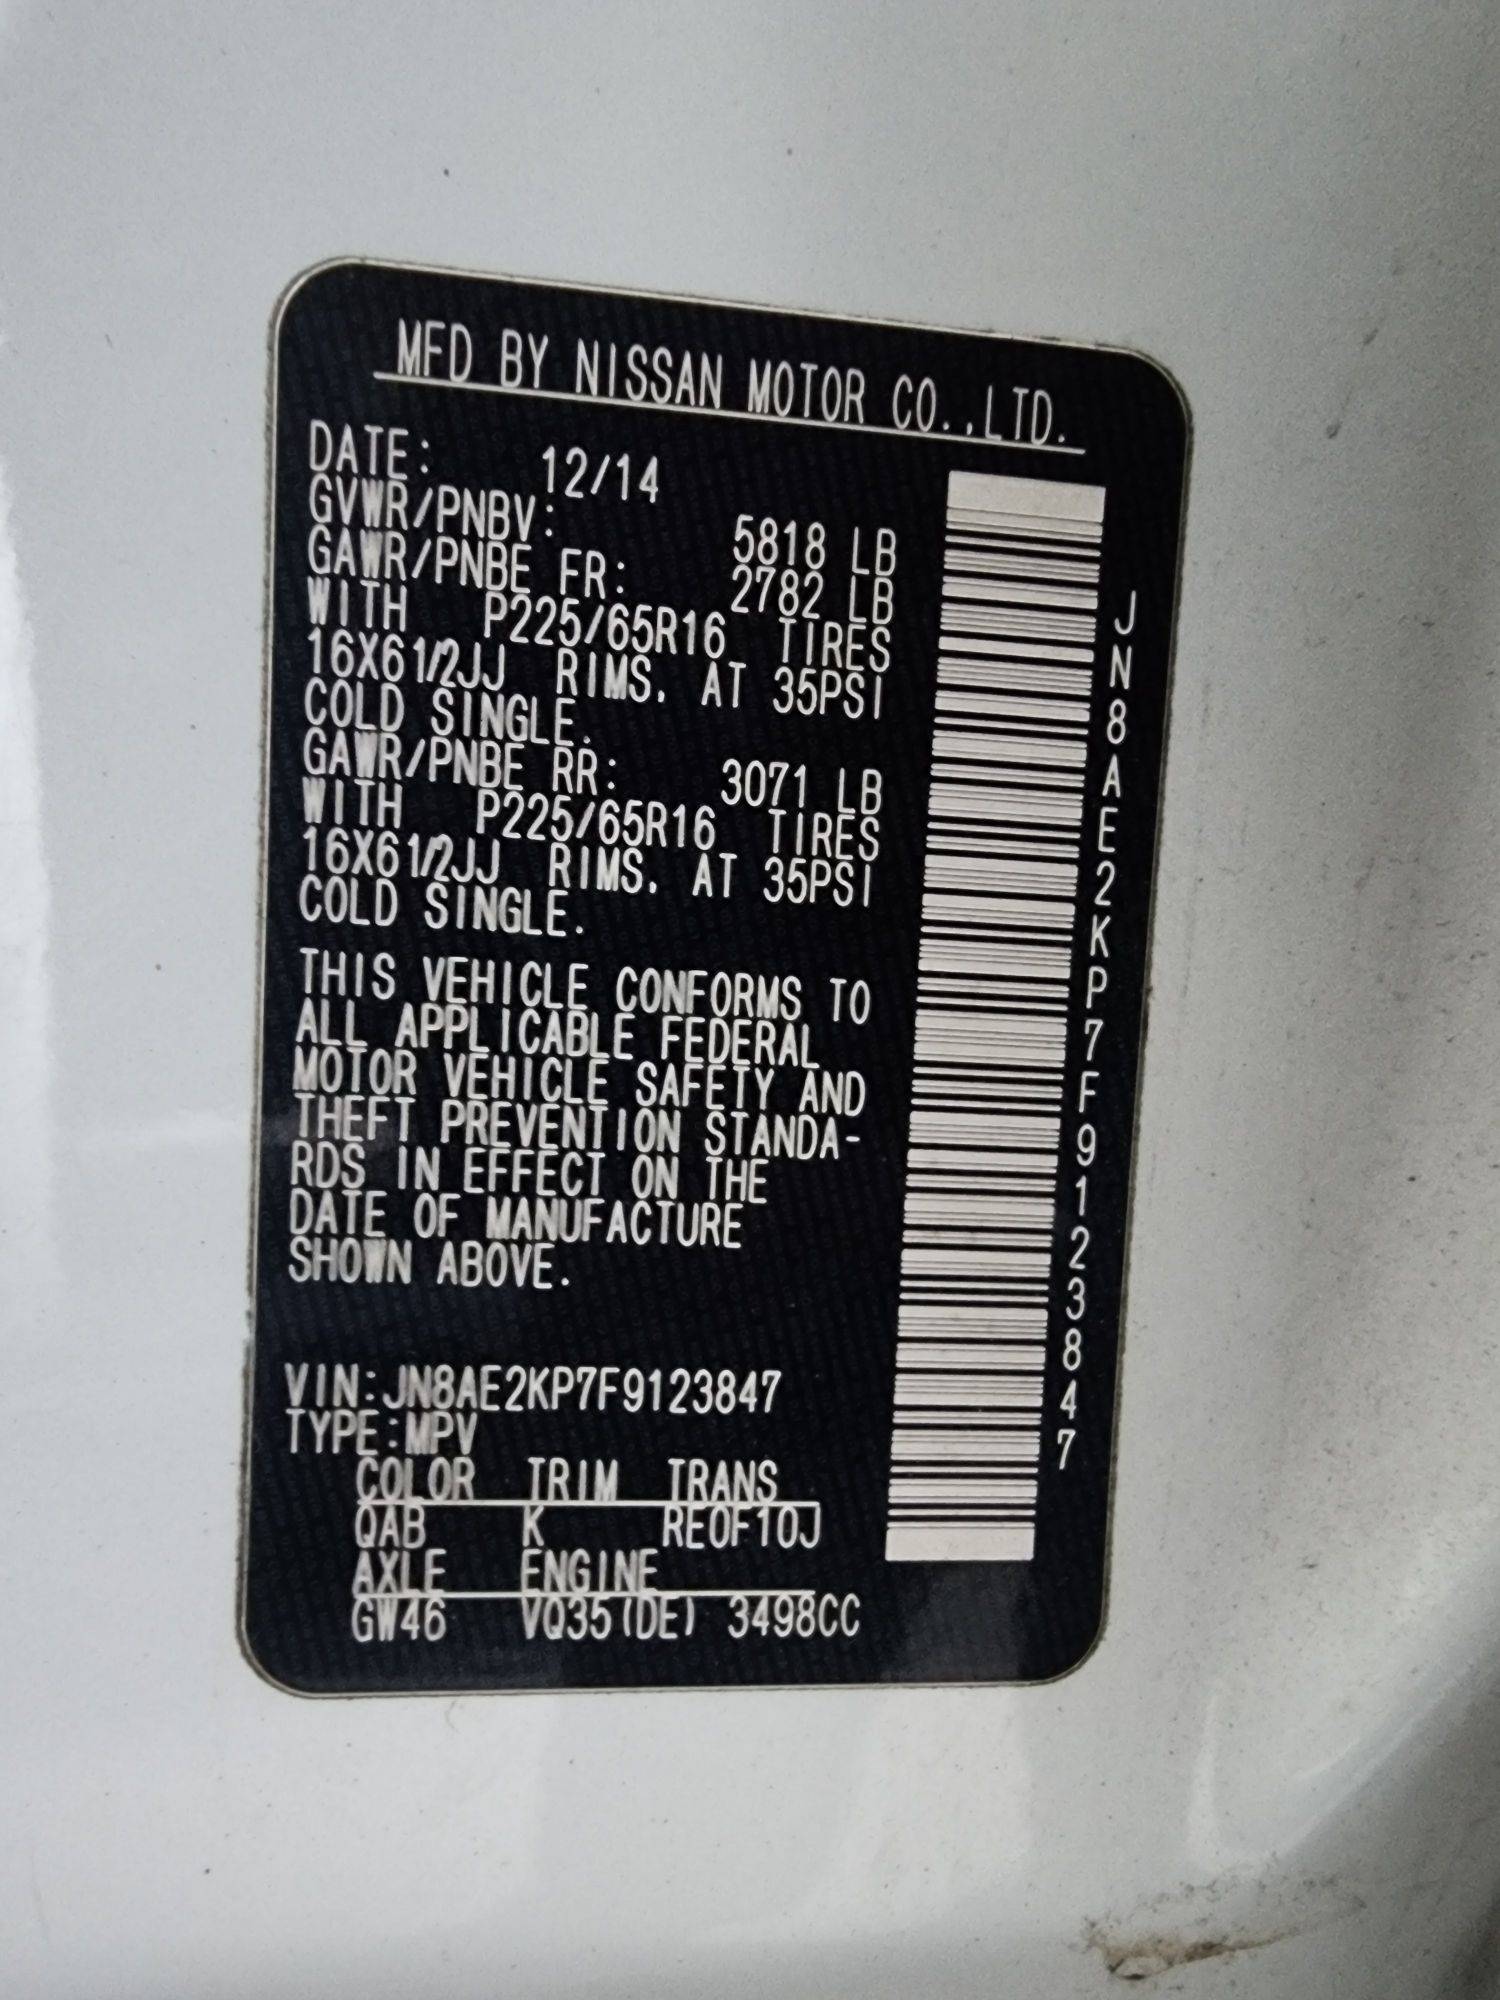 MFD BY NISSAN MOTOR CO.,LTD.
DATE: 12/14
GVWR/PNBV: 5818 LB
GAWR/PNBE FR: 2782 LB
WITH P225/65R16 TIRES
16X61/2JJ RIMS. AT 35PSI
COLD SINGLE.
GAWR/PNBE RR: 3071 LB
WITH P225/65R16 TIRES
16X61/2JJ RIMS. AT 35PSI
COLD SINGLE.
THIS VEHICLE CONFORMS TO
ALL APPLICABLE FEDERAL
MOTOR VEHICLE SAFETY AND
THEFT PREVENTION STANDA-
RDS IN EFFECT ON THE
DATE OF MANUFACTURE
SHOWN ABOVE.
VIN:JN8AE2KP7F9123847
TYPE:MPV
COLOR TRIM TRANS
QAB K RE0F10J
AXLE ENGINE
GW46 VQ35(DE) 3498CC
JN8AE2KP7F9123847